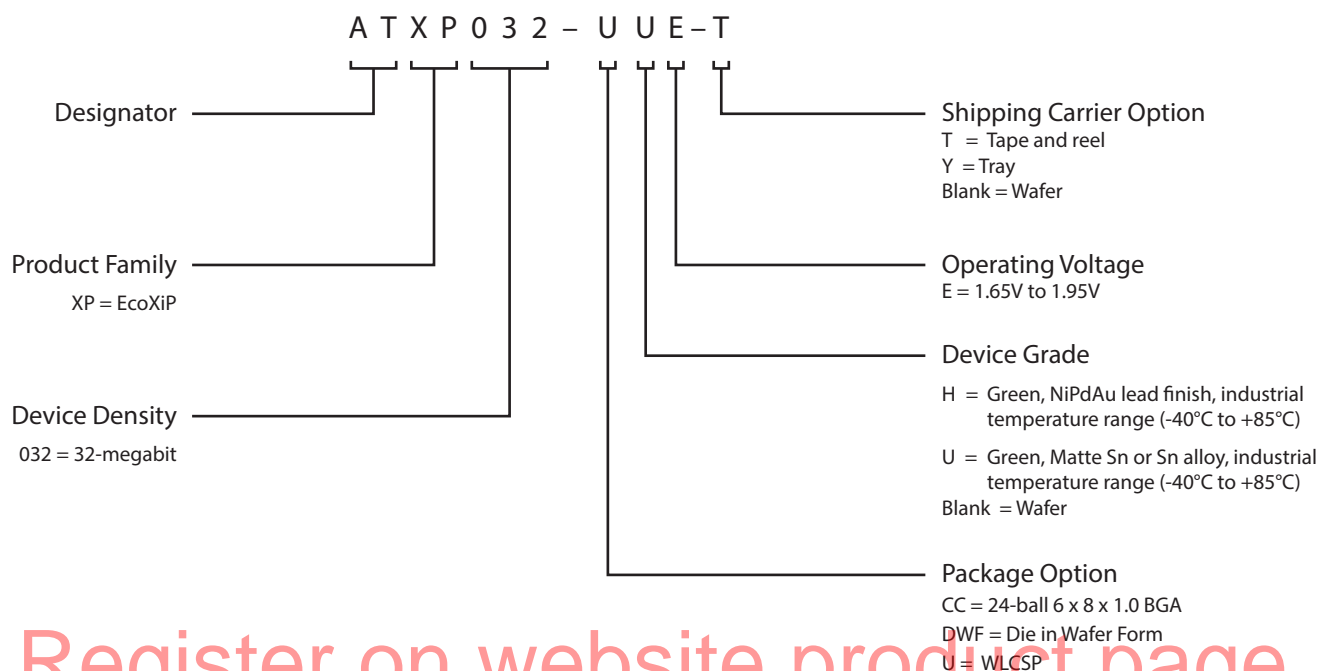 ATXP032–UUE–T
Designator
Product Family
XP = EcoXiP
Device Density
032 = 32-megabit
Shipping Carrier Option
T = Tape and reel
Y = Tray
Blank = Wafer
Operating Voltage
E = 1.65V to 1.95V
Device Grade
H = Green, NiPdAu lead finish, industrial
temperature range (-40°C to +85°C)
U = Green, Matte Sn or Sn alloy, industrial
temperature range (-40°C to +85°C)
Blank = Wafer
Package Option
CC = 24-ball 6 x 8 x 1.0 BGA
DWF = Die in Wafer Form
U = WLCSP
Register on website product page